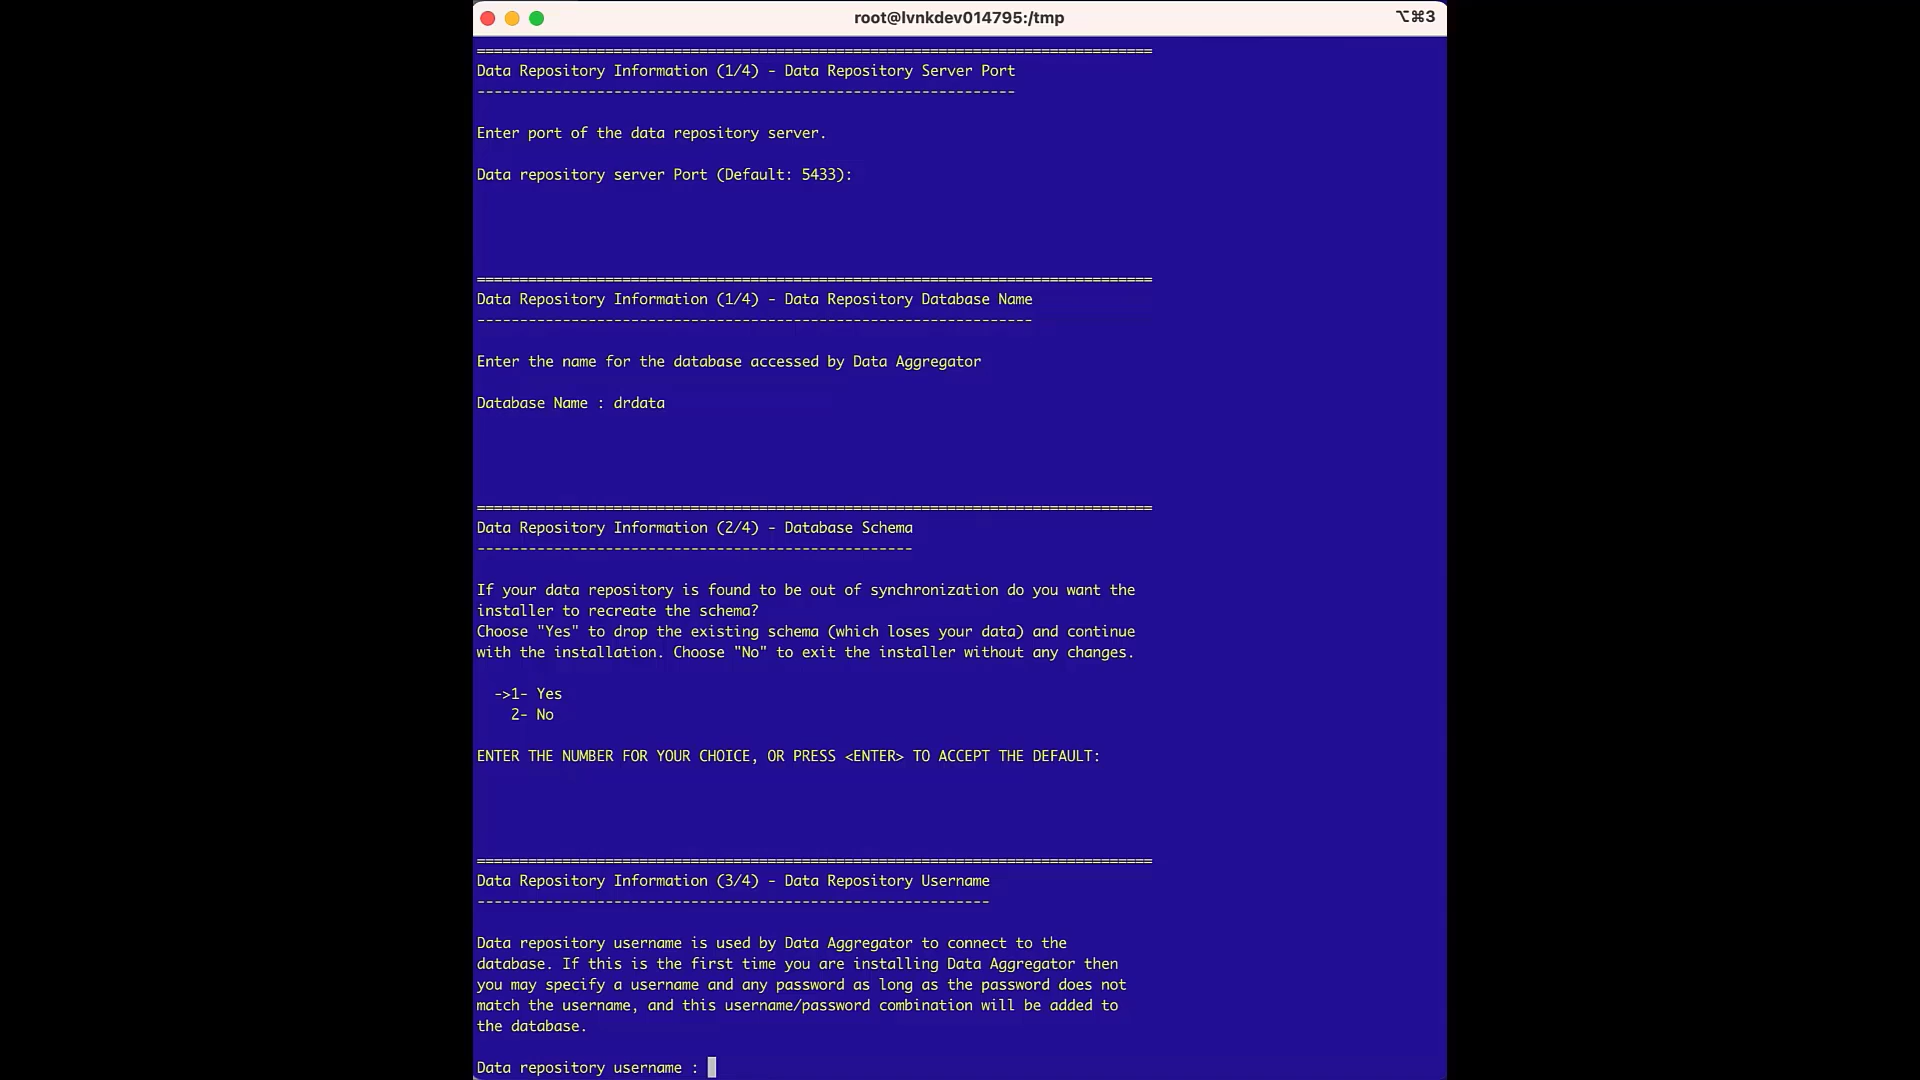 root@lvnkdev014795:/tmp
⌥⌘3
===============================================================================
Data Repository Information (1/4) - Data Repository Server Port
---------------------------------------------------------------
Enter port of the data repository server.
Data repository server Port (Default: 5433):
===============================================================================
Data Repository Information (1/4) - Data Repository Database Name
-----------------------------------------------------------------
Enter the name for the database accessed by Data Aggregator
Database Name : drdata
===============================================================================
Data Repository Information (2/4) - Database Schema
---------------------------------------------------
If your data repository is found to be out of synchronization do you want the
installer to recreate the schema?
Choose "Yes" to drop the existing schema (which loses your data) and continue
with the installation. Choose "No" to exit the installer without any changes.
->1- Yes
2- No
ENTER THE NUMBER FOR YOUR CHOICE, OR PRESS <ENTER> TO ACCEPT THE DEFAULT:
===============================================================================
Data Repository Information (3/4) - Data Repository Username
------------------------------------------------------------
Data repository username is used by Data Aggregator to connect to the
database. If this is the first time you are installing Data Aggregator then
you may specify a username and any password as long as the password does not
match the username, and this username/password combination will be added to
the database.
Data repository username :